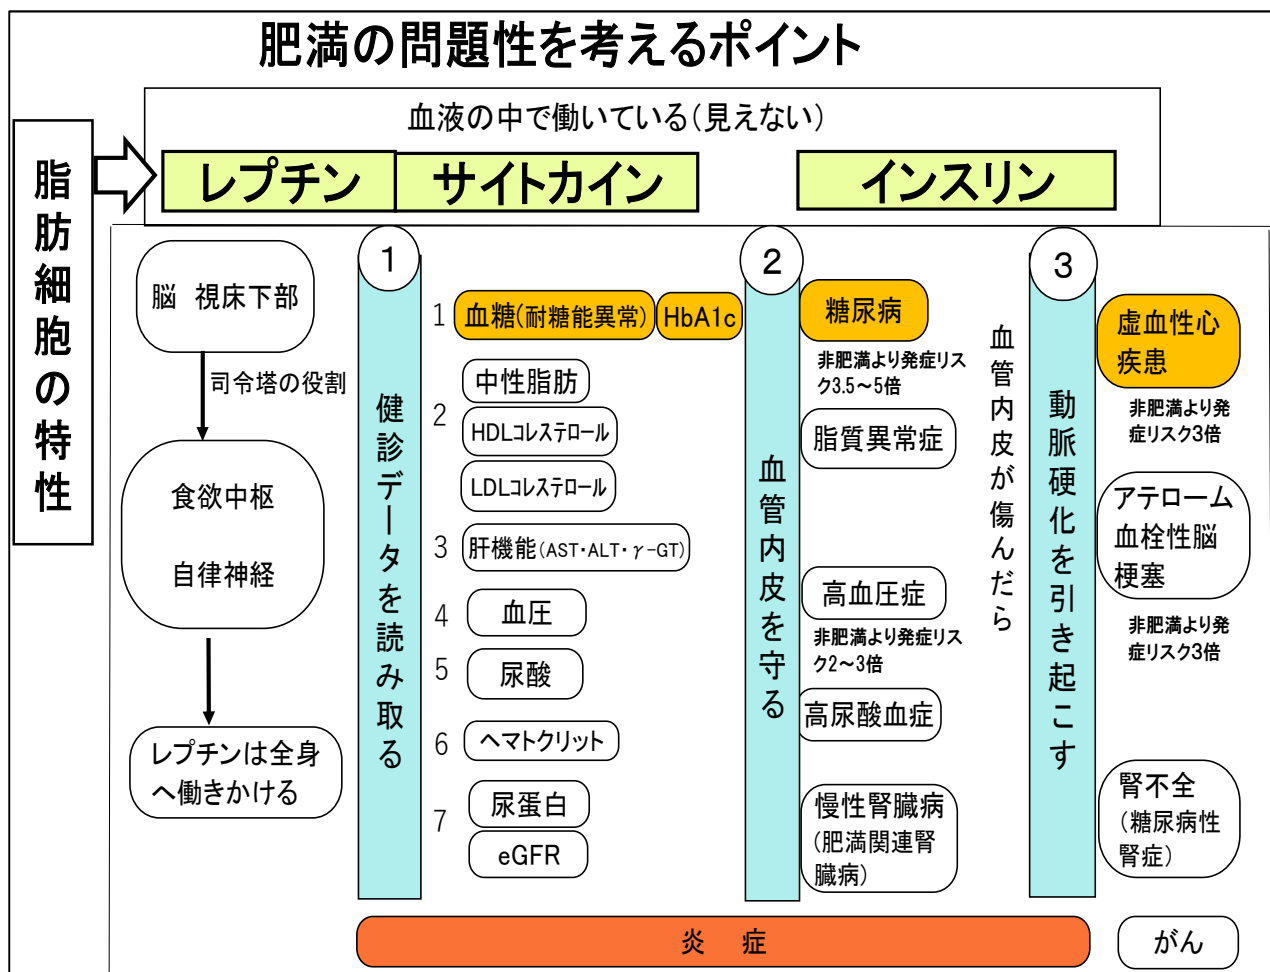 肥満の問題性を考えるポイント
血液の中で働いている(見えない)
脂肪細胞の特性
レプチン
サイトカイン
インスリン
脳 視床下部
司令塔の役割
食欲中枢
自律神経
レプチンは全身
へ働きかける
1
健診データを読み取る
1
血糖(耐糖能異常)
HbA1c
2
中性脂肪
HDLコレステロール
LDLコレステロール
3
肝機能(AST・ALT・γ-GT)
4
血圧
5
尿酸
6
ヘマトクリット
7
尿蛋白
eGFR
2
血管内皮を守る
糖尿病
非肥満より発症リス
ク3.5～5倍
脂質異常症
高血圧症
非肥満より発症リス
ク2～3倍
高尿酸血症
慢性腎臓病
(肥満関連腎
臓病)
血管内皮が傷んだら
3
動脈硬化を引き起こす
虚血性心
疾患
非肥満より発
症リスク3倍
アテローム
血栓性脳
梗塞
非肥満より発
症リスク3倍
腎不全
(糖尿病性
腎症)
炎 症
がん